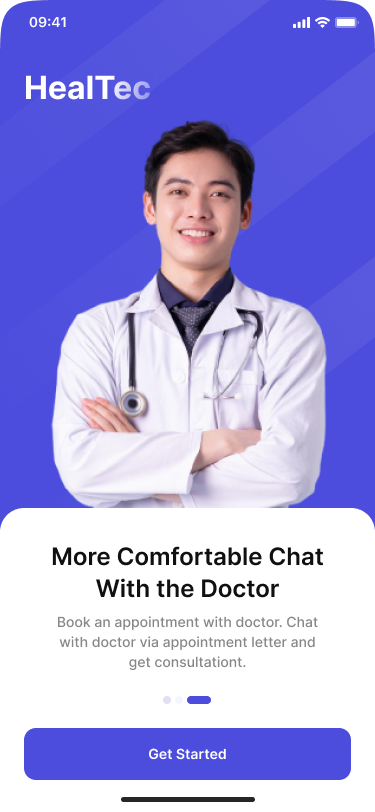 09:41
HealTec
More Comfortable Chat
With the Doctor
Book an appointment with doctor. Chat
with doctor via appointment letter and
get consultationt.
Get Started